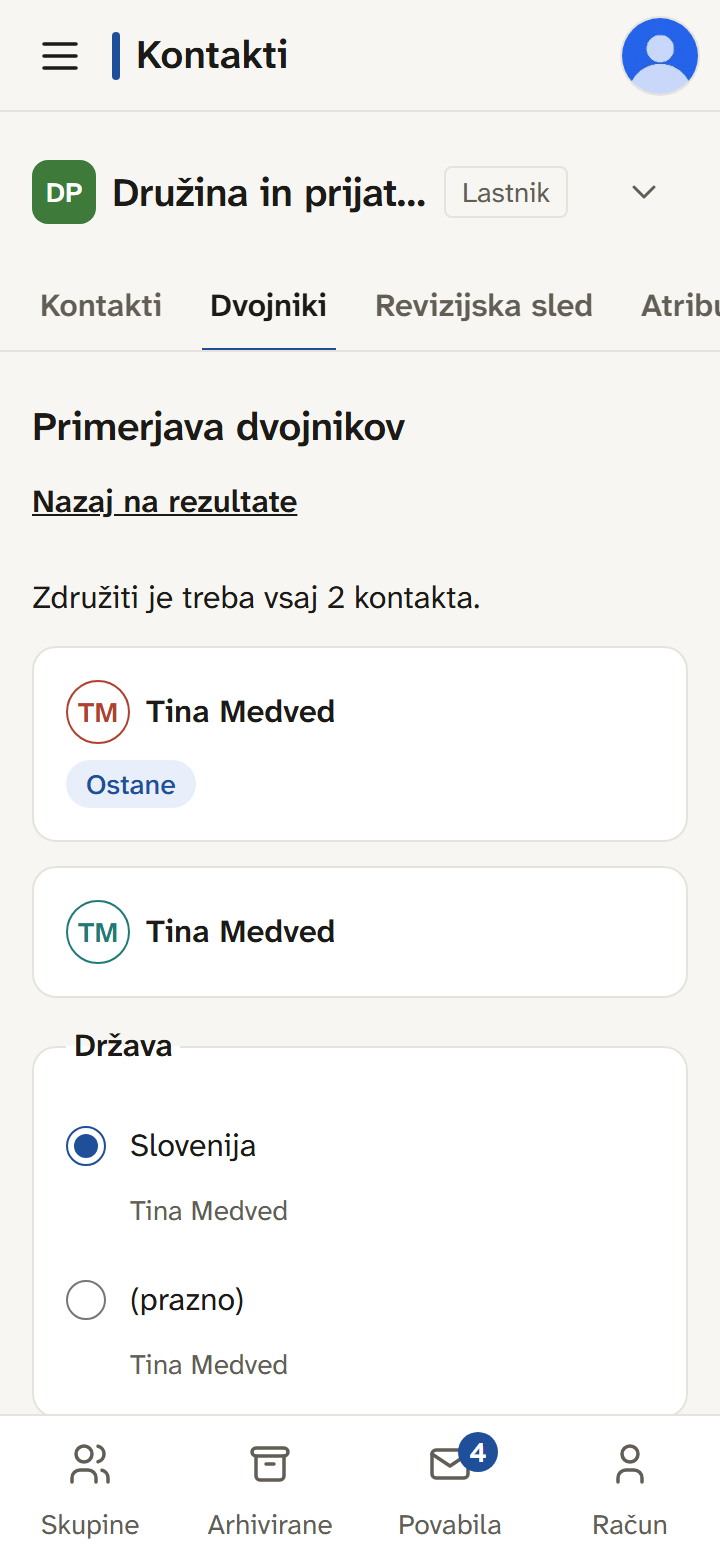 Kontakti
DP Družina in prijat... Lastnik
Kontakti Dvojniki Revizijska sled Atribu
Primerjava dvojnikov
Nazaj na rezultate
Združiti je treba vsaj 2 kontakta.
TM Tina Medved
Ostane
TM Tina Medved
Država
Slovenija
Tina Medved
(prazno)
Tina Medved
4
Skupine Arhivirane Povabila Račun